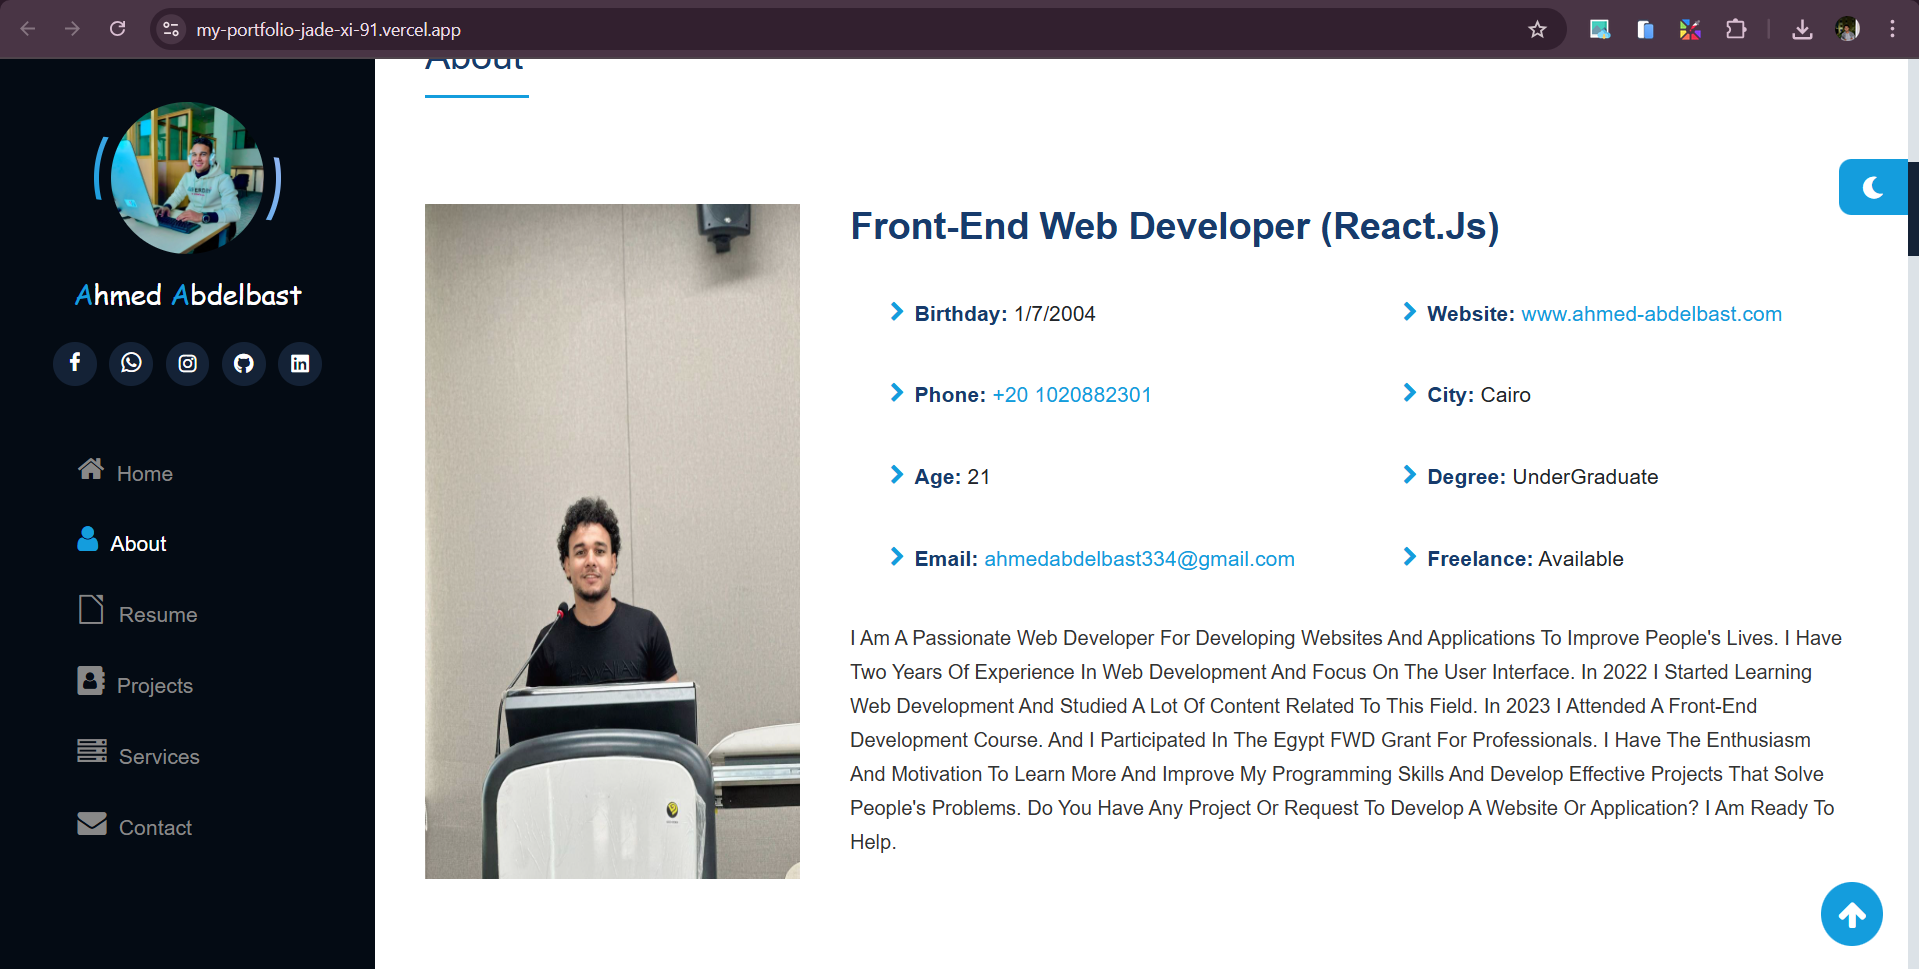 my-portfolio-jade-xi-91.vercel.app
About
Ahmed Abdelbast
Home
About
Resume
Projects
Services
Contact
Front-End Web Developer (React.Js)
Birthday: 1/7/2004
Website: www.ahmed-abdelbast.com
Phone: +20 1020882301
City: Cairo
Age: 21
Degree: UnderGraduate
Email: ahmedabdelbast334@gmail.com
Freelance: Available
I Am A Passionate Web Developer For Developing Websites And Applications To Improve People's Lives. I Have
Two Years Of Experience In Web Development And Focus On The User Interface. In 2022 I Started Learning
Web Development And Studied A Lot Of Content Related To This Field. In 2023 I Attended A Front-End
Development Course. And I Participated In The Egypt FWD Grant For Professionals. I Have The Enthusiasm
And Motivation To Learn More And Improve My Programming Skills And Develop Effective Projects That Solve
People's Problems. Do You Have Any Project Or Request To Develop A Website Or Application? I Am Ready To
Help.